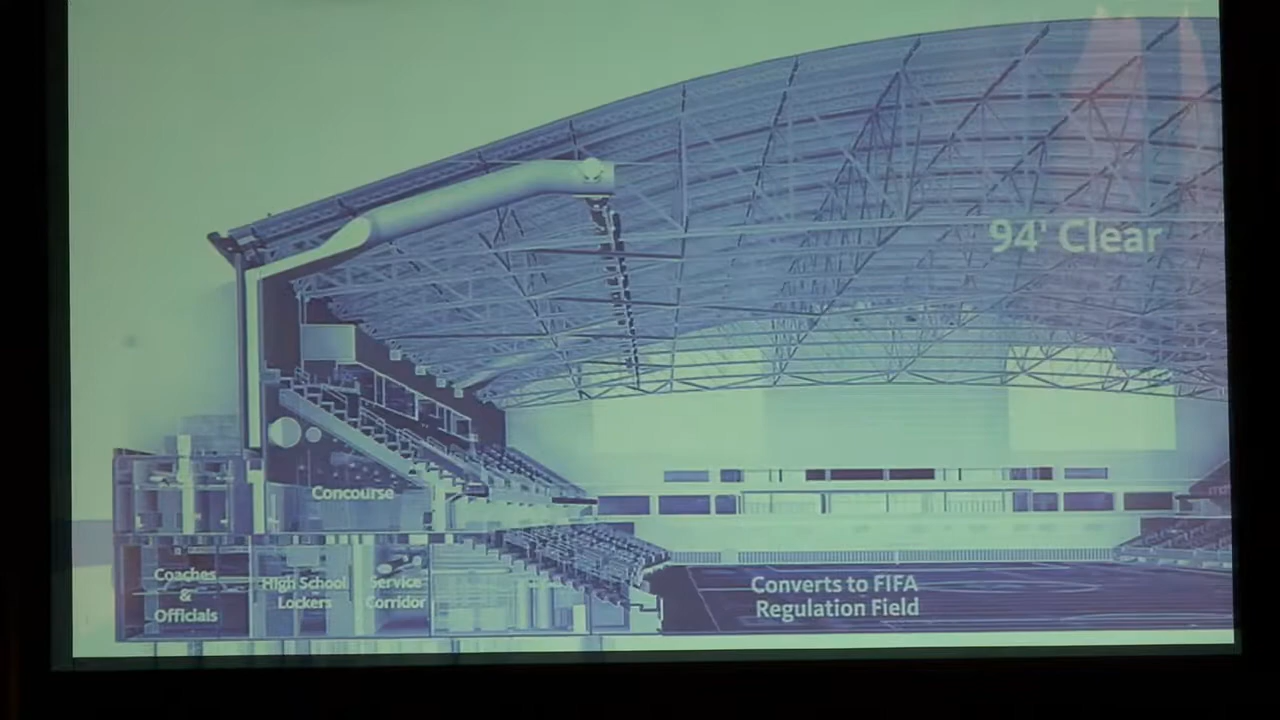 94' Clear
Concourse
Coaches
&
Officials
High School
Lockers
Service
Corridor
Converts to FIFA
Regulation Field